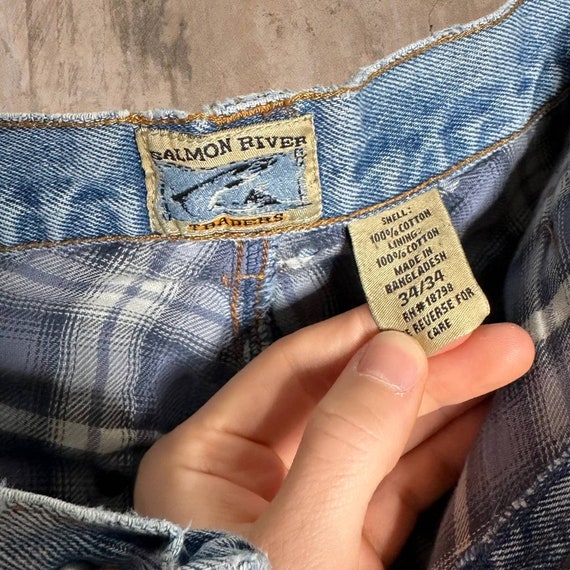 SALMON RIVER
TRADERS
SHELL:
100% COTTON
LINING:
100% COTTON
MADE IN
BANGLADESH
34/34
RN# 18798
REVERSE FOR
CARE